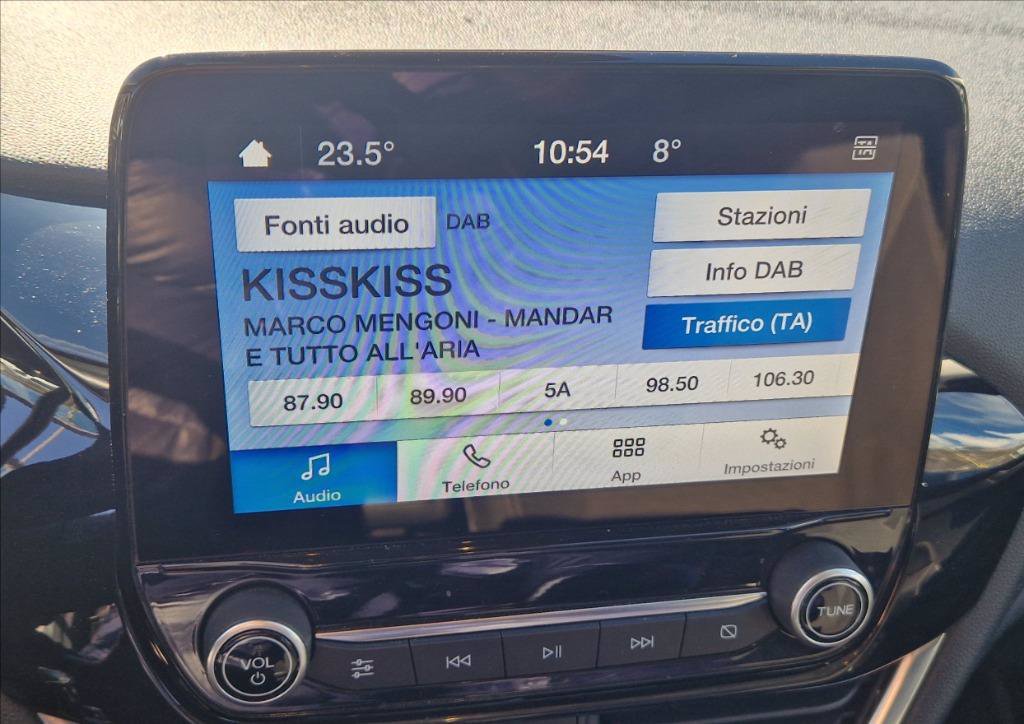 23.5° 10:54 8° TA
Fonti audio DAB Stazioni
KISSKISS Info DAB
MARCO MENGONI - MANDAR Traffico (TA)
E TUTTO ALL'ARIA
87.90 89.90 5A 98.50 106.30
Audio Telefono App Impostazioni
VOL TUNE